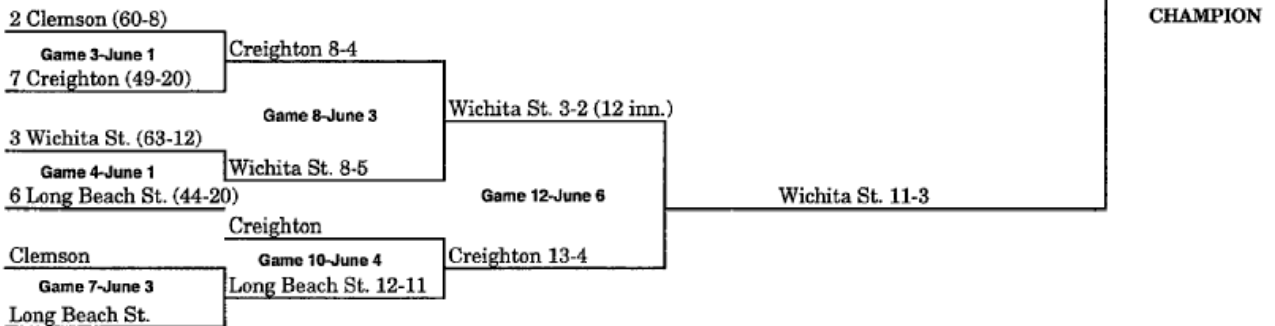 2 Clemson (60-8)
CHAMPION
Game 3-June 1
Creighton 8-4
7 Creighton (49-20)
Game 8-June 3
Wichita St. 3-2 (12 inn.)
3 Wichita St. (63-12)
Game 4-June 1
Wichita St. 8-5
6 Long Beach St. (44-20)
Game 12-June 6
Wichita St. 11-3
Creighton
Clemson
Game 10-June 4
Creighton 13-4
Game 7-June 3
Long Beach St. 12-11
Long Beach St.